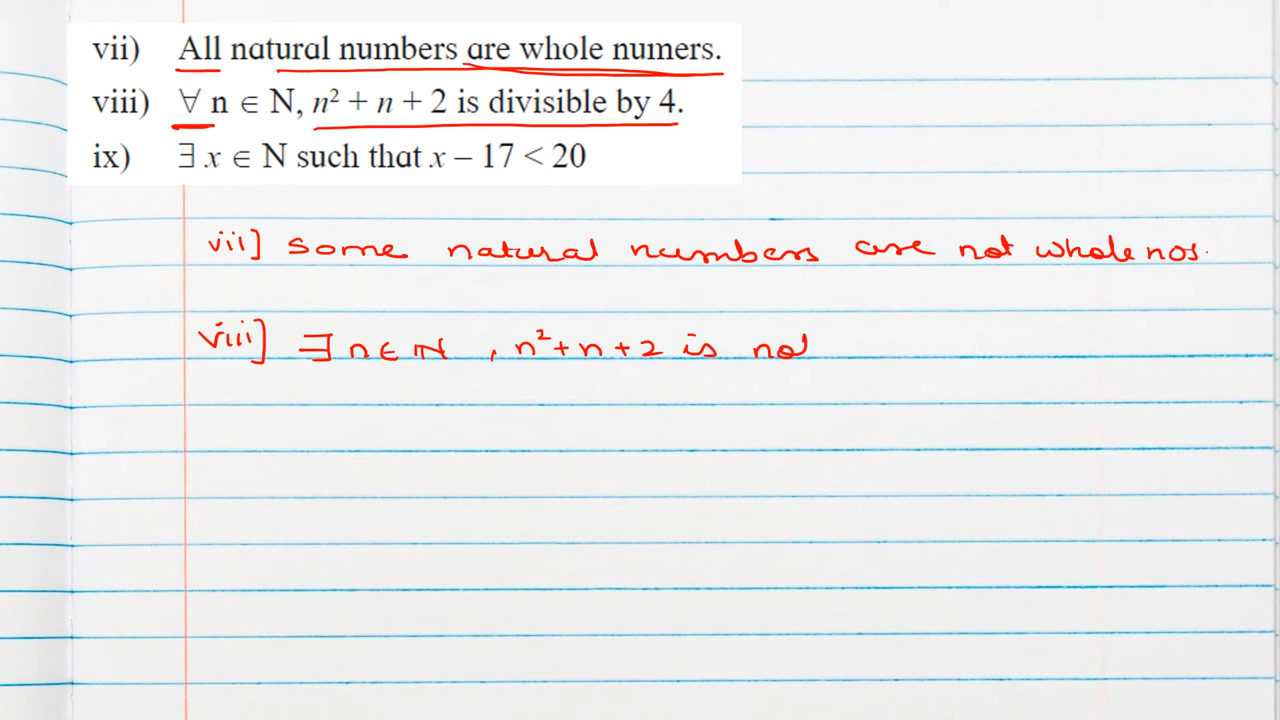 vii) All natural numbers are whole numers.
viii) ∀ n ∈ N, n² + n + 2 is divisible by 4.
ix) ∃ x ∈ N such that x – 17 < 20
vii] some natural numbers are not whole nos.
viii] ∃ n ∈ N , n²+n+2 is not